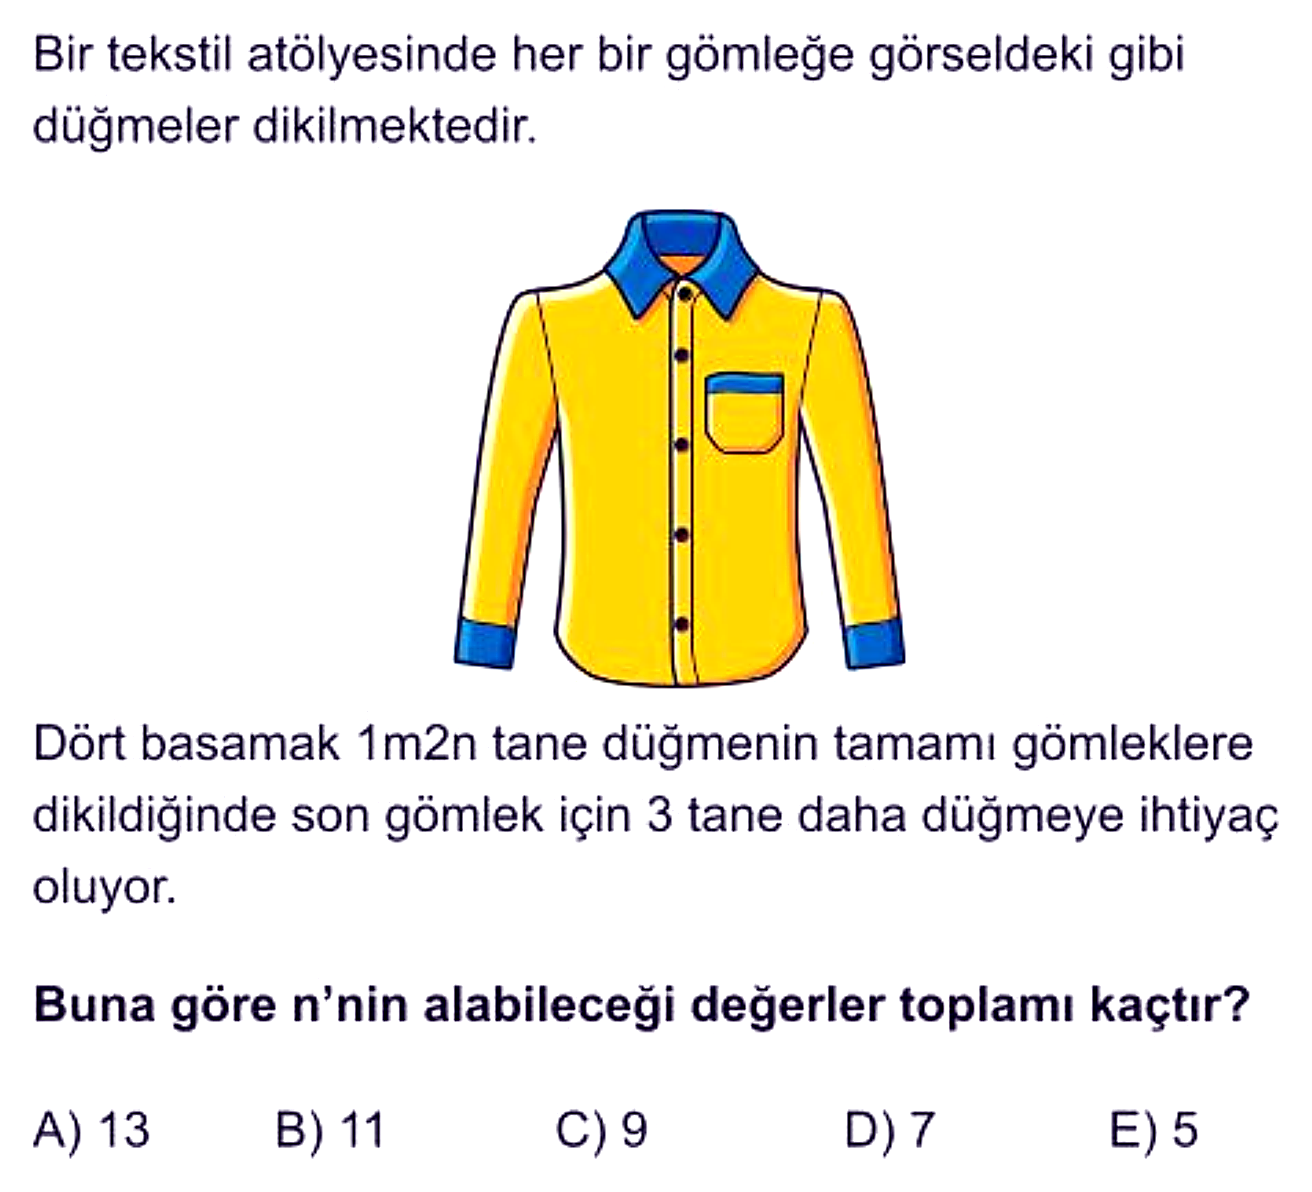 Bir tekstil atölyesinde her bir gömleğe görseldeki gibi
düğmeler dikilmektedir.
Dört basamak 1m2n tane düğmenin tamamı gömleklere
dikildiğinde son gömlek için 3 tane daha düğmeye ihtiyaç
oluyor.
Buna göre n’nin alabileceği değerler toplamı kaçtır?
A) 13 B) 11 C) 9 D) 7 E) 5